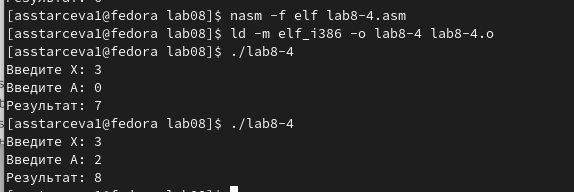 [asstarceva1@fedora lab08]$ nasm -f elf lab8-4.asm
[asstarceva1@fedora lab08]$ ld -m elf_i386 -o lab8-4 lab8-4.o
[asstarceva1@fedora lab08]$ ./lab8-4
Введите X: 3
Введите A: 0
Результат: 7
[asstarceva1@fedora lab08]$ ./lab8-4
Введите X: 3
Введите A: 2
Результат: 8